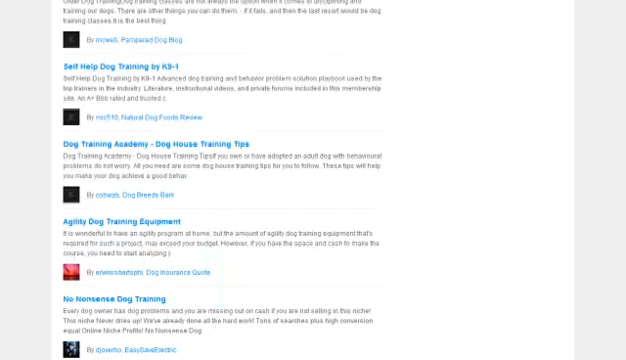 Older Dog Training Dog training classes are not always the option when it comes to disciplining and
training our dogs. There are other things you can do them. - if it fails, and then the last resort would be dog
training classes.It is the best thing
By mcwell, Pampered Dog Blog
Self Help Dog Training by K9-1
Self Help Dog Training by K9-1 Advanced dog training and behavior problem solution playbook used by the
top trainers in the industry. Literature, instructional videos, and private forums included in this membership
site. An A+ Bbb rated and trusted c
By mic510, Natural Dog Foods Review
Dog Training Academy - Dog House Training Tips
Dog Training Academy - Dog House Training TipsIf you own or have adopted an adult dog with behavioural
problems do not worry. All you need are some dog house training tips for you to follow. These tips will help
you make your dog achieve a good behav
By cobwab, Dog Breeds Bark
Agility Dog Training Equipment
It is wonderful to have an agility program at home, but the amount of agility dog training equipment that's
required for such a project, may exceed your budget. However, if you have the space and cash to make the
course, you need to start analyzing y
By erwinrobertsphl, Dog Insurance Quote
No Nonsense Dog Training
Every dog owner has dog problems and you are missing out on cash if you are not selling in this niche!
This niche Never dries up! We've already done all the hard work! Tons of searches plus high conversion
equal Online Niche Profits! No Nonsense Dog
By djoverno, EasySaveElectric